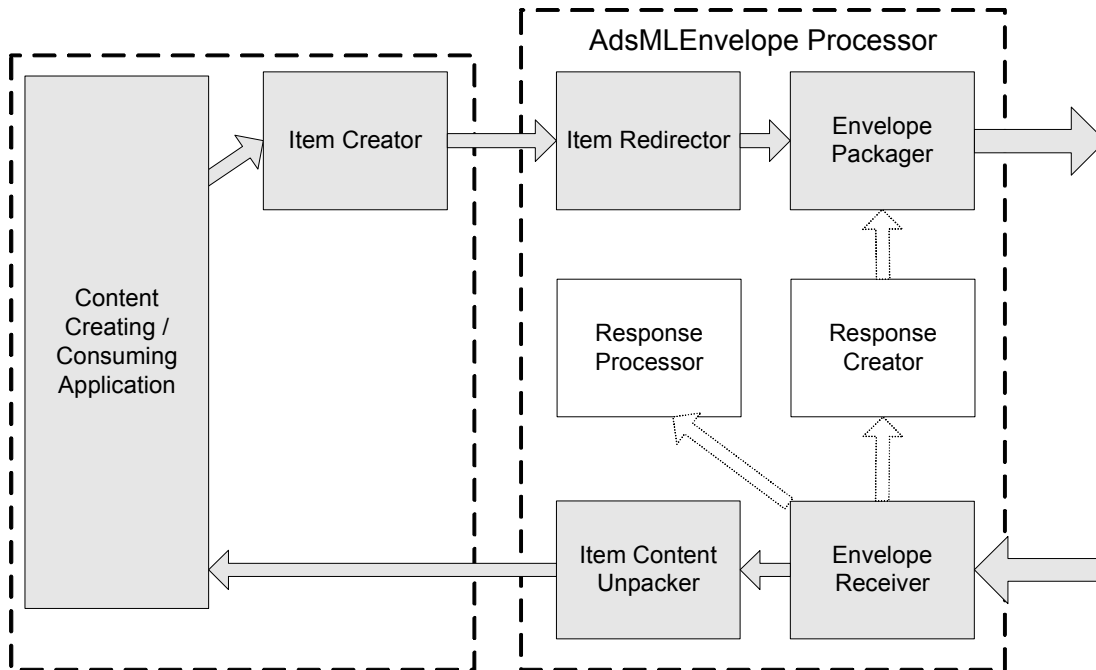 AdsMLEnvelope Processor
Item Creator
Item Redirector
Envelope
Packager
Content
Creating /
Consuming
Application
Response
Processor
Response
Creator
Item Content
Unpacker
Envelope
Receiver